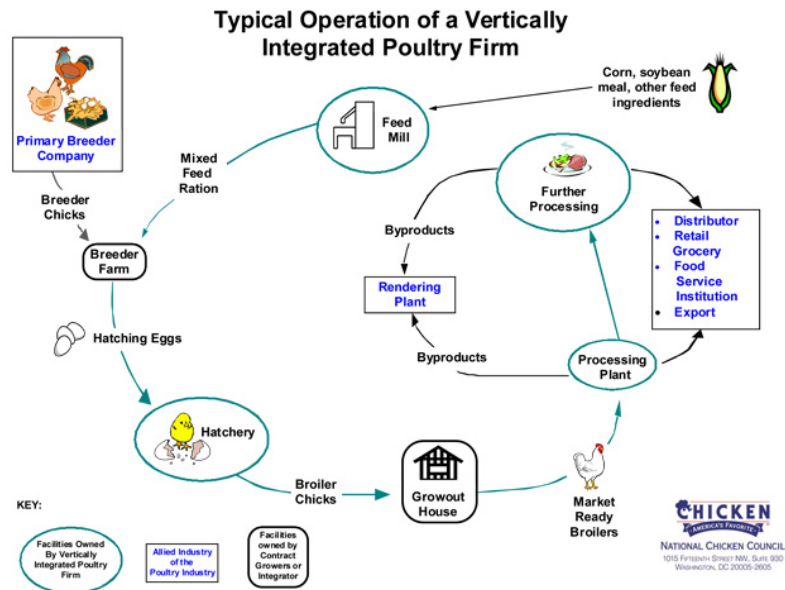 Typical Operation of a Vertically
Integrated Poultry Firm
Primary Breeder
Company
Corn, soybean
meal, other feed
ingredients
Feed
Mill
Mixed
Feed
Ration
Breeder
Chicks
Further
Processing
Breeder
Farm
Byproducts
• Distributor
• Retail
Grocery
• Food
Service
Institution
• Export
Rendering
Plant
Hatching Eggs
Byproducts
Processing
Plant
Hatchery
Broiler
Chicks
Growout
House
Market
Ready
Broilers
KEY:
Facilities Owned
By Vertically
Integrated Poultry
Firm
Allied Industry
of the
Poultry Industry
Facilities
owned by
Contract
Growers or
Integrator
CHICKEN
AMERICA'S FAVORITE
NATIONAL CHICKEN COUNCIL
1015 FIFTEENTH STREET NW, SUITE 930
WASHINGTON, DC 20005-2605